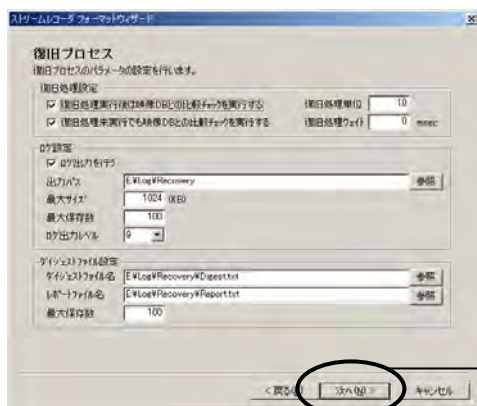 ストリームレコーダ フォーマットウィザード
復旧プロセス
復旧プロセスのパラメータの設定を行います。
復旧処理設定
復旧処理実行後は映像DBとの比較チェックを実行する 復旧処理単位 10
復旧処理未実行でも映像DBとの比較チェックを実行する 復旧処理ウェイト 0 msec
ログ設定
ログ出力を行う
出力パス E:¥Log¥Recovery 参照
最大サイズ 1024 (KB)
最大保存数 100
ログ出力レベル 9
ダイジェストファイル設定
ダイジェストファイル名 E:¥Log¥Recovery¥Digest.txt 参照
レポートファイル名 E:¥Log¥Recovery¥Report.txt 参照
最大保存数 100
< 戻る(B) 次へ(N) > キャンセル